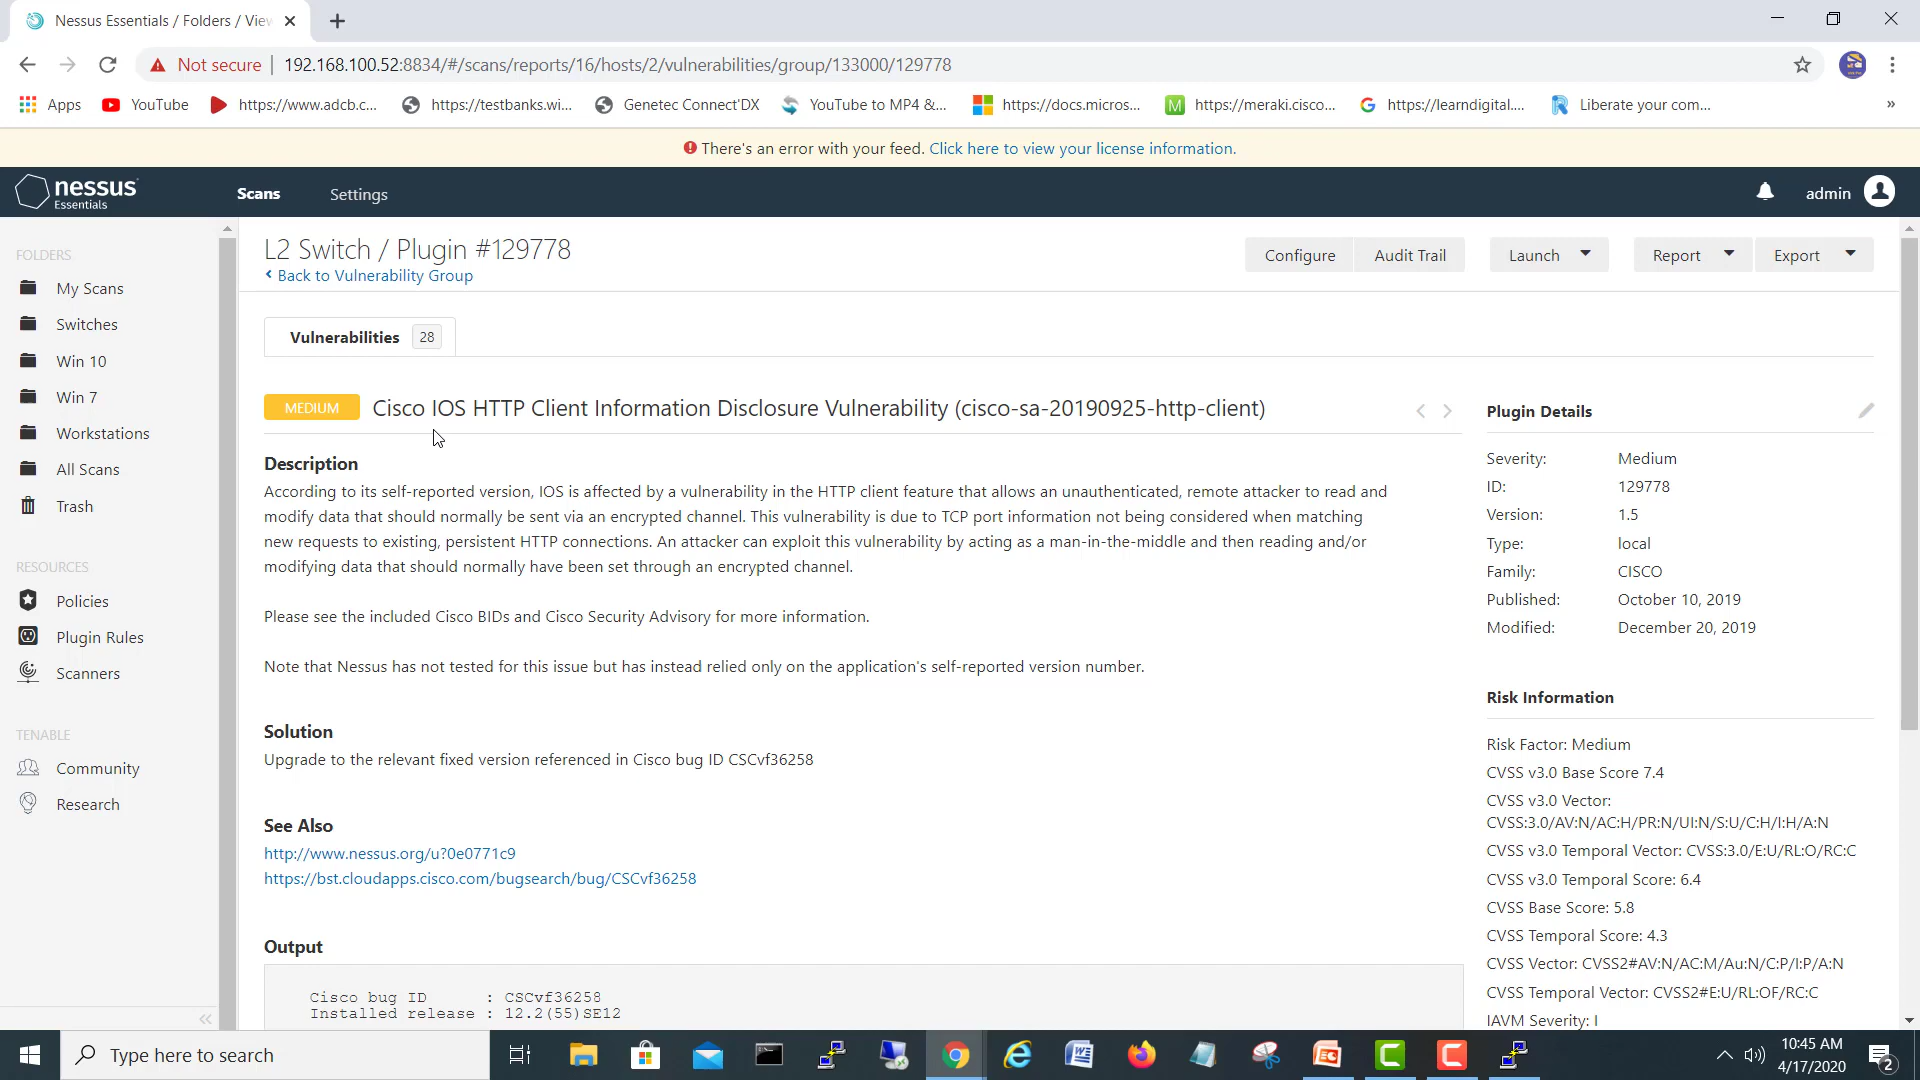 Nessus Essentials / Folders / View
Not secure
192.168.100.52:8834/#/scans/reports/16/hosts/2/vulnerabilities/group/133000/129778
Apps
YouTube
https://www.adcb.c...
https://testbanks.wi...
Genetec Connect'DX
YouTube to MP4 &...
https://docs.micros...
https://meraki.cisco...
https://learndigital....
Liberate your com...
»
There's an error with your feed. Click here to view your license information.
nessus
Essentials
Scans
Settings
admin
FOLDERS
My Scans
Switches
Win 10
Win 7
Workstations
All Scans
Trash
RESOURCES
Policies
Plugin Rules
Scanners
TENABLE
Community
Research
L2 Switch / Plugin #129778
Back to Vulnerability Group
Configure
Audit Trail
Launch
Report
Export
Vulnerabilities 28
MEDIUM
Cisco IOS HTTP Client Information Disclosure Vulnerability (cisco-sa-20190925-http-client)
Description
According to its self-reported version, IOS is affected by a vulnerability in the HTTP client feature that allows an unauthenticated, remote attacker to read and
modify data that should normally be sent via an encrypted channel. This vulnerability is due to TCP port information not being considered when matching
new requests to existing, persistent HTTP connections. An attacker can exploit this vulnerability by acting as a man-in-the-middle and then reading and/or
modifying data that should normally have been set through an encrypted channel.
Please see the included Cisco BIDs and Cisco Security Advisory for more information.
Note that Nessus has not tested for this issue but has instead relied only on the application's self-reported version number.
Solution
Upgrade to the relevant fixed version referenced in Cisco bug ID CSCvf36258
See Also
http://www.nessus.org/u?0e0771c9
https://bst.cloudapps.cisco.com/bugsearch/bug/CSCvf36258
Output
Cisco bug ID : CSCvf36258
Installed release : 12.2(55)SE12
Plugin Details
Severity: Medium
ID: 129778
Version: 1.5
Type: local
Family: CISCO
Published: October 10, 2019
Modified: December 20, 2019
Risk Information
Risk Factor: Medium
CVSS v3.0 Base Score 7.4
CVSS v3.0 Vector:
CVSS:3.0/AV:N/AC:H/PR:N/UI:N/S:U/C:H/I:H/A:N
CVSS v3.0 Temporal Vector: CVSS:3.0/E:U/RL:O/RC:C
CVSS v3.0 Temporal Score: 6.4
CVSS Base Score: 5.8
CVSS Temporal Score: 4.3
CVSS Vector: CVSS2#AV:N/AC:M/Au:N/C:P/I:P/A:N
CVSS Temporal Vector: CVSS2#E:U/RL:OF/RC:C
IAVM Severity: I
Type here to search
10:45 AM
4/17/2020
2